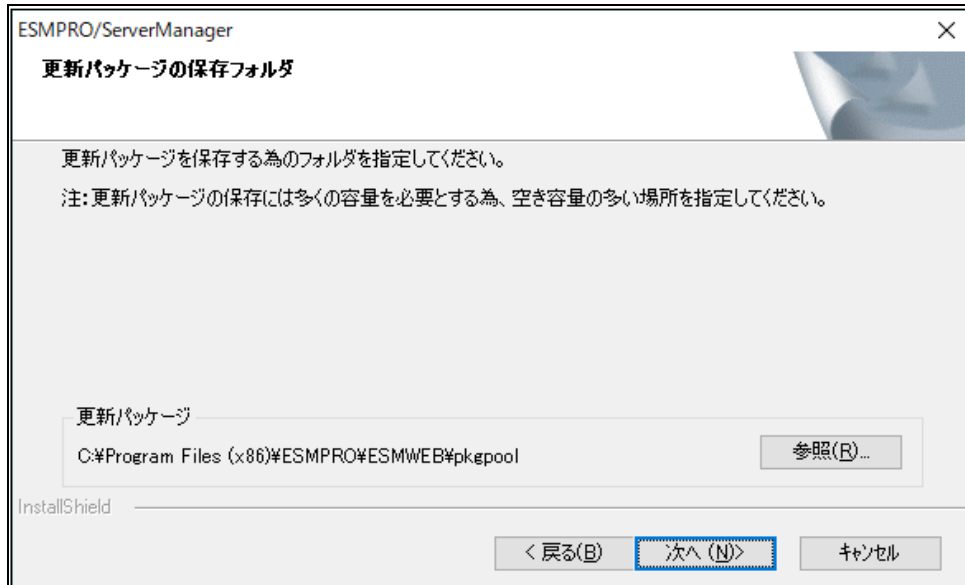 ESMPRO/ServerManager
更新パッケージの保存フォルダ
更新パッケージを保存する為のフォルダを指定してください。
注：更新パッケージの保存には多くの容量を必要とする為、空き容量の多い場所を指定してください。
更新パッケージ
C:¥Program Files (x86)¥ESMPRO¥ESMWEB¥pkgpool
参照(R)...
InstallShield
< 戻る(B)
次へ (N)>
キャンセル